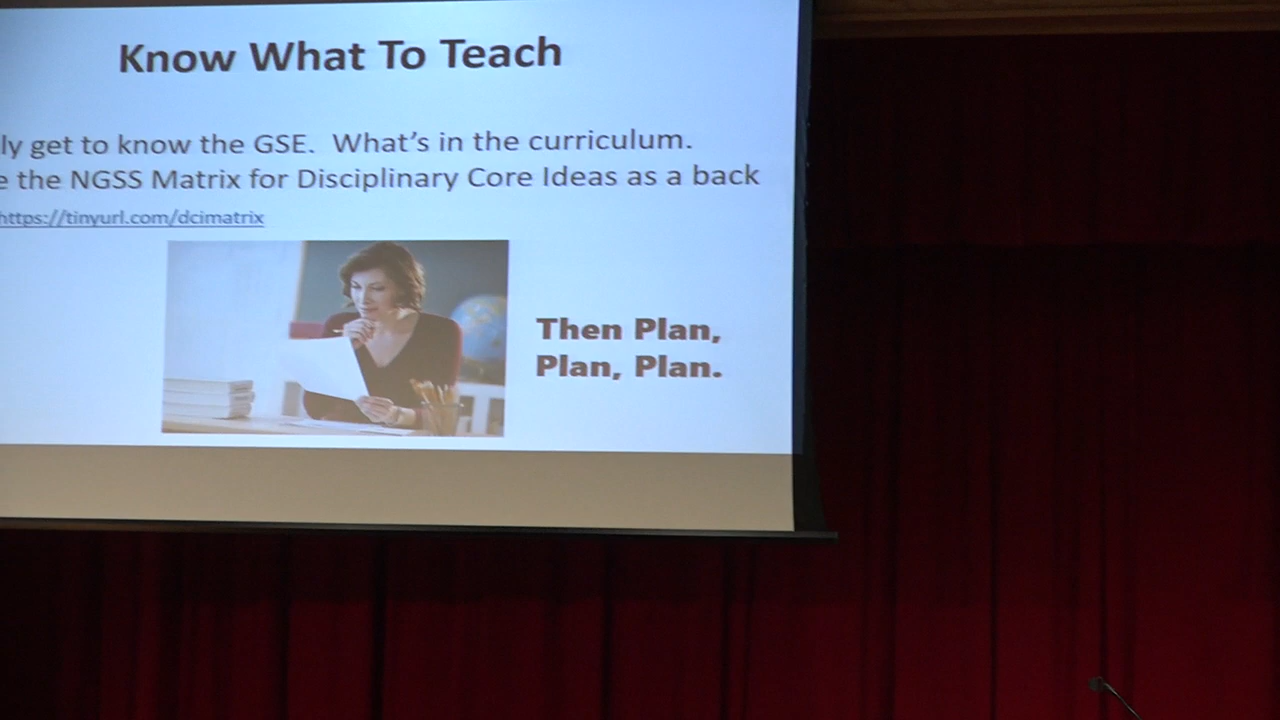 Know What To Teach
ly get to know the GSE. What's in the curriculum.
e the NGSS Matrix for Disciplinary Core Ideas as a back
https://tinyurl.com/dcimatrix
Then Plan,
Plan, Plan.